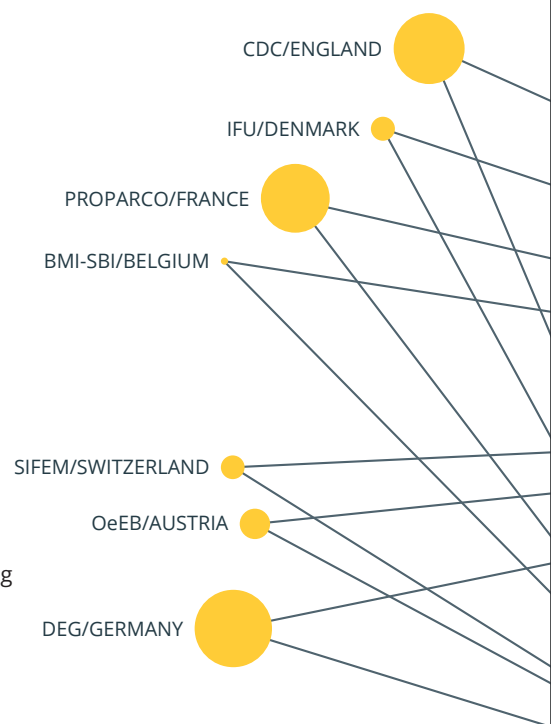 CDC/ENGLAND
IFU/DENMARK
PROPARCO/FRANCE
BMI-SBI/BELGIUM
SIFEM/SWITZERLAND
OeEB/AUSTRIA
g
DEG/GERMANY